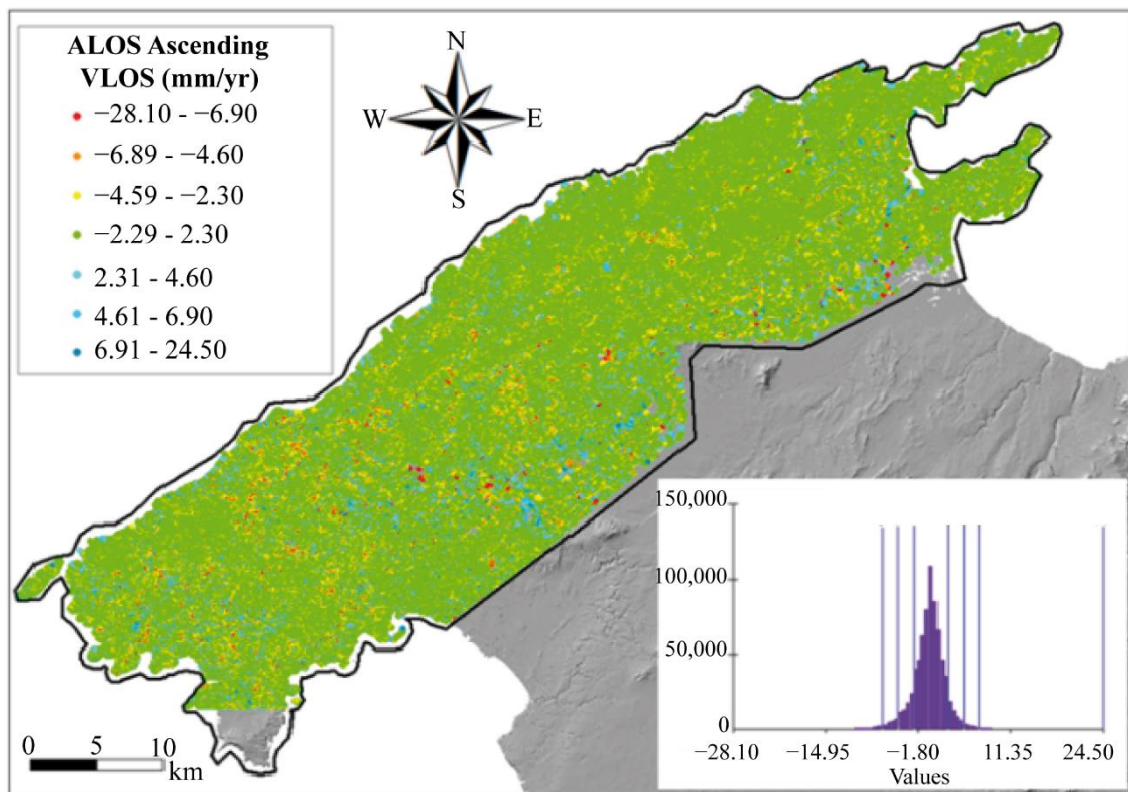 ALOS Ascending
VLOS (mm/yr)
−28.10 - −6.90
−6.89 - −4.60
−4.59 - −2.30
−2.29 - 2.30
2.31 - 4.60
4.61 - 6.90
6.91 - 24.50
N
W E
S
150,000
100,000
50,000
0
−28.10 −14.95 −1.80 11.35 24.50
Values
0 5 10
km